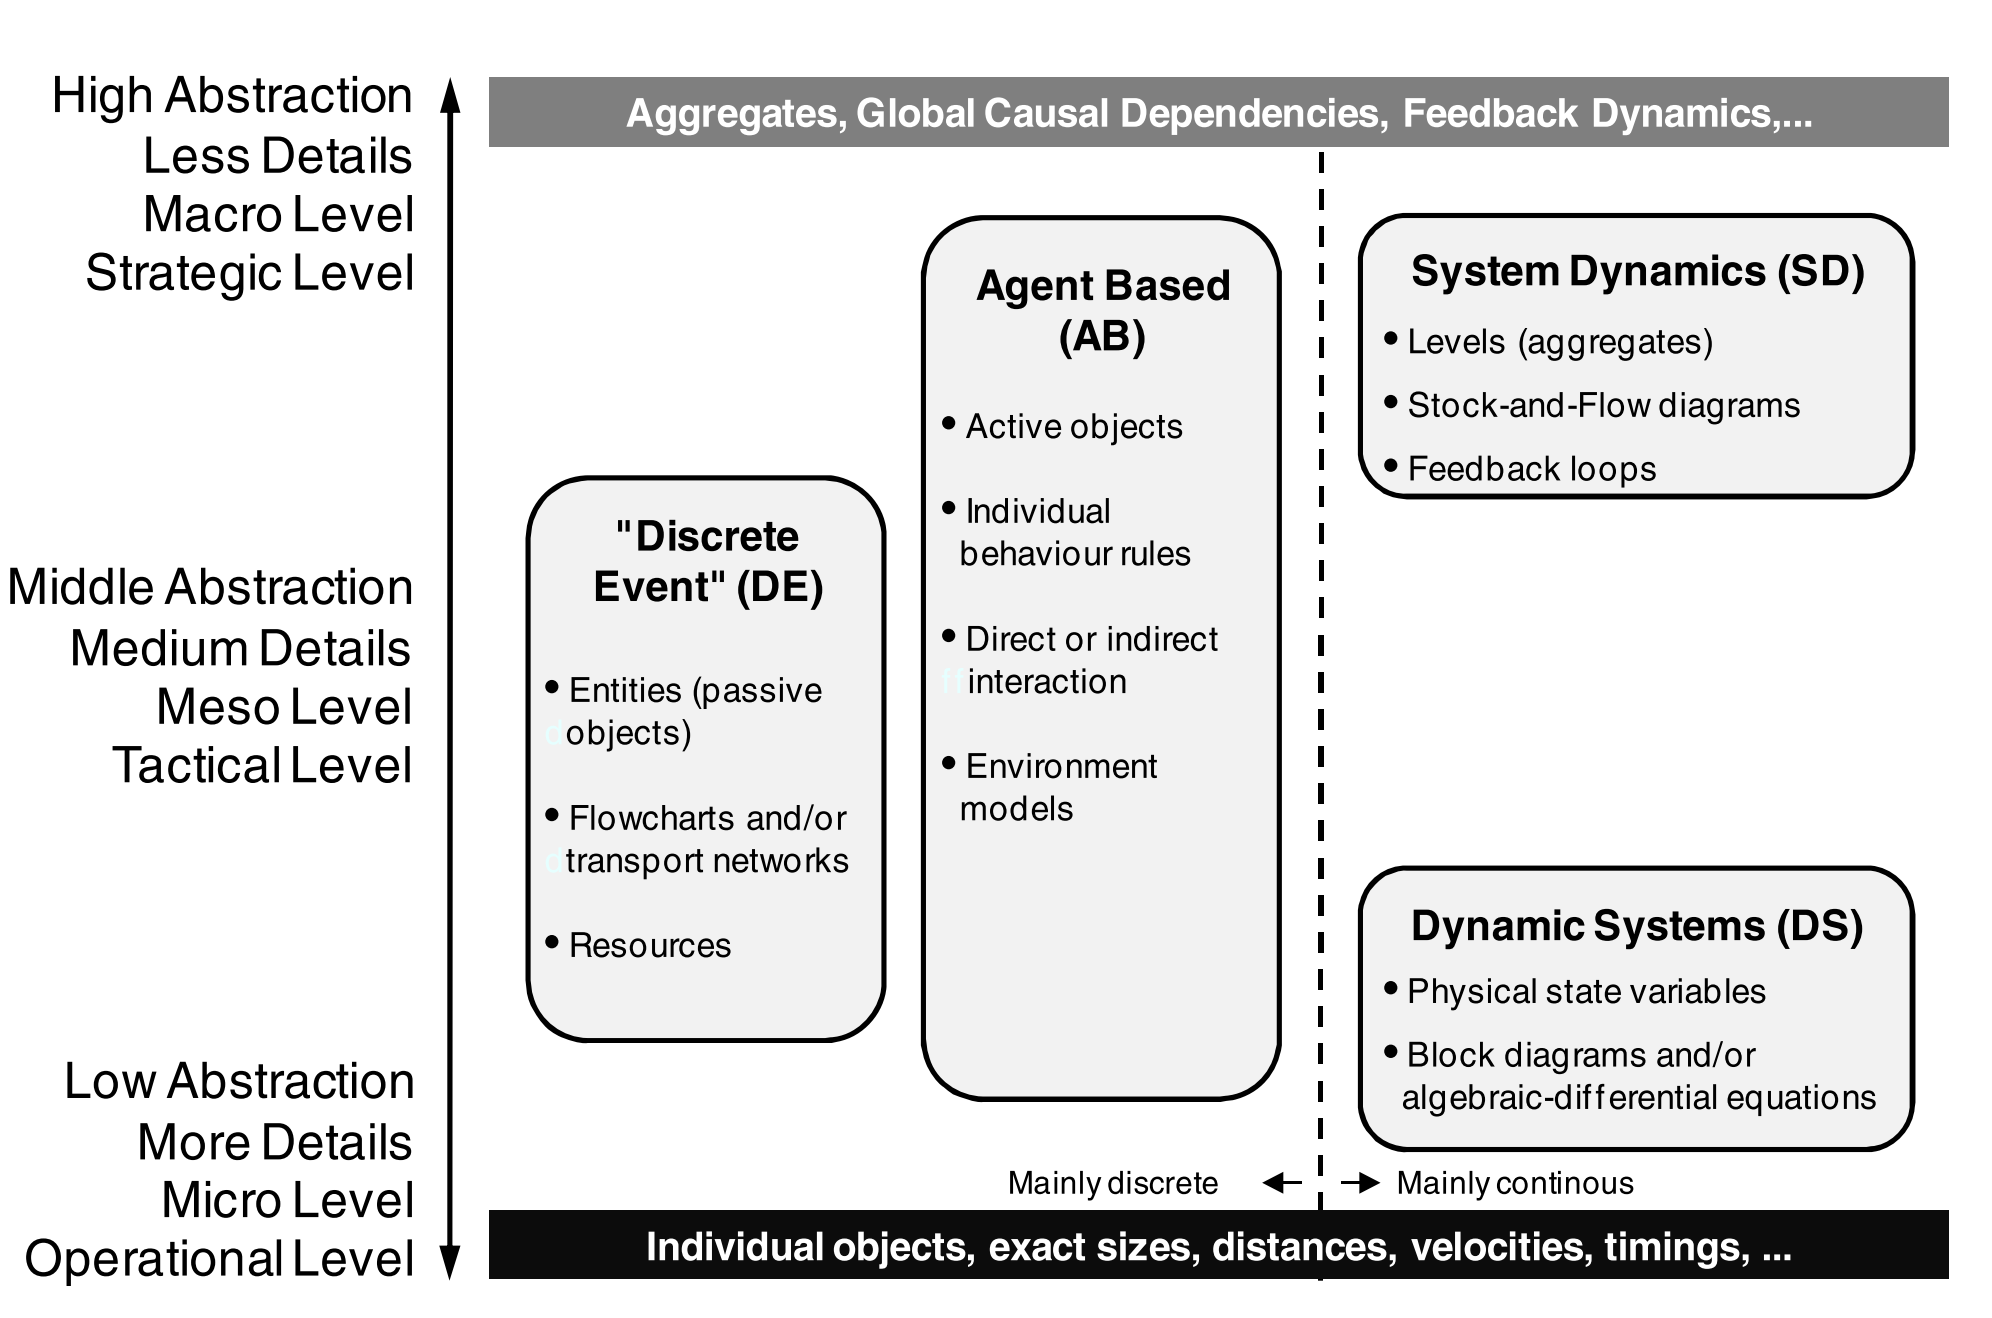 High Abstraction
Less Details
Macro Level
Strategic Level
Middle Abstraction
Medium Details
Meso Level
Tactical Level
Low Abstraction
More Details
Micro Level
Operational Level
Aggregates, Global Causal Dependencies, Feedback Dynamics,...
"Discrete
Event" (DE)
• Entities (passive
dobjects)
• Flowcharts and/or
dtransport networks
• Resources
Agent Based
(AB)
• Active objects
• Individual
behaviour rules
• Direct or indirect
ffinteraction
• Environment
models
System Dynamics (SD)
• Levels (aggregates)
• Stock-and-Flow diagrams
• Feedback loops
Dynamic Systems (DS)
• Physical state variables
• Block diagrams and/or
algebraic-differential equations
Mainly discrete
Mainly continous
Individual objects, exact sizes, distances, velocities, timings, ...